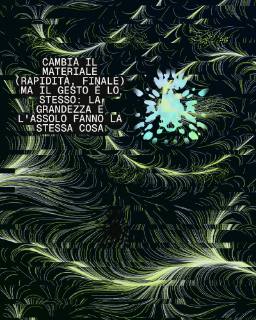 CAMBIA IL
MATERIALE
(RAPIDITÀ, FINALE)
MA IL GESTO È LO
STESSO: LA
GRANDEZZA E
L'ASSOLO FANNO LA
STESSA COSA.